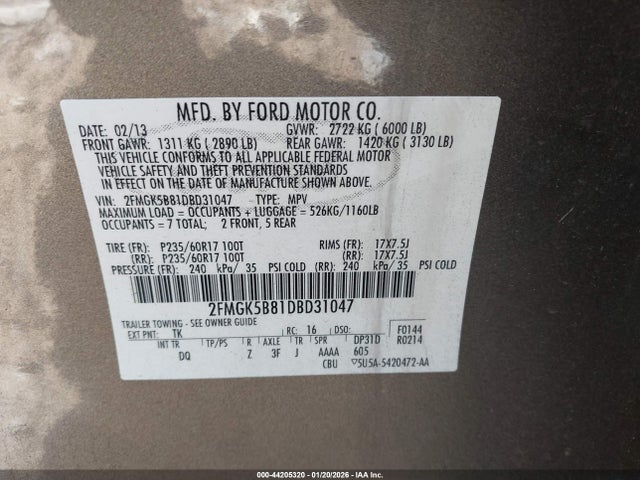 MFD. BY FORD MOTOR CO.
DATE: 02/13 GVWR: 2722 KG ( 6000 LB)
FRONT GAWR: 1311 KG ( 2890 LB) REAR GAWR: 1420 KG ( 3130 LB)
THIS VEHICLE CONFORMS TO ALL APPLICABLE FEDERAL MOTOR
VEHICLE SAFETY AND THEFT PREVENTION STANDARDS
IN EFFECT ON THE DATE OF MANUFACTURE SHOWN ABOVE.
VIN: 2FMGK5B81DBD31047 TYPE: MPV
MAXIMUM LOAD = OCCUPANTS + LUGGAGE = 526KG/1160LB
OCCUPANTS = 7 TOTAL; 2 FRONT, 5 REAR
TIRE (FR): P235/60R17 100T RIMS (FR): 17X7.5J
(RR): P235/60R17 100T (RR): 17X7.5J
PRESSURE (FR): 240 kPa/ 35 PSI COLD (RR): 240 kPa/ 35 PSI COLD
2FMGK5B81DBD31047
TRAILER TOWING - SEE OWNER GUIDE
EXT PNT: TK RC: 16 DSO: F0144
INT TR TP/PS R AXLE TR SPR DP31D R0214
DQ Z 3F J AAAA 605
CBU 5U5A-5420472-AA
000-44205320 - 01/20/2026 - IAA Inc.